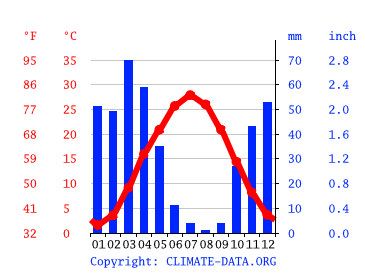 °F °C mm inch
95 35 70 2.8
86 30 60 2.4
77 25 50 2.0
68 20 40 1.6
59 15 30 1.2
50 10 20 0.8
41 5 10 0.4
32 0 0 0.0
01 02 03 04 05 06 07 08 09 10 11 12
Copyright: CLIMATE-DATA.ORG